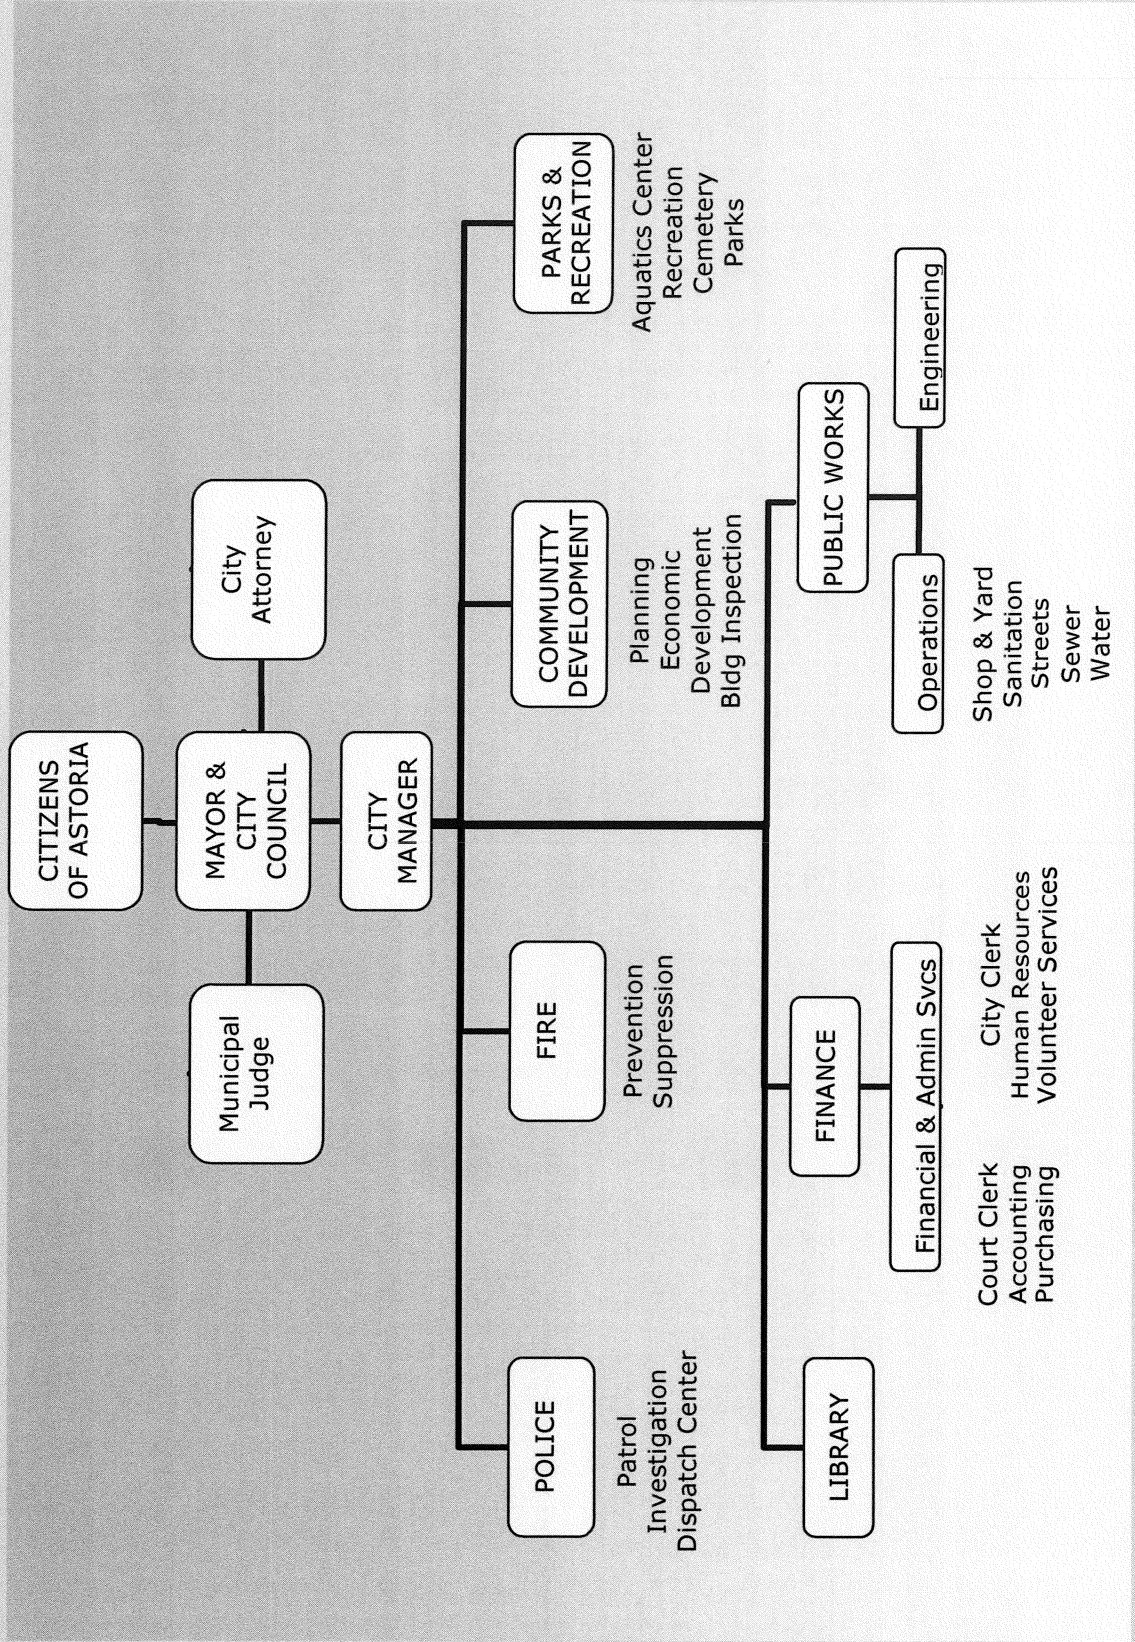 CITIZENS
OF ASTORIA
Municipal
Judge
MAYOR &
CITY
COUNCIL
City
Attorney
CITY
MANAGER
POLICE
Patrol
Investigation
Dispatch Center
FIRE
Prevention
Suppression
COMMUNITY
DEVELOPMENT
Planning
Economic
Development
Bldg Inspection
PARKS &
RECREATION
Aquatics Center
Recreation
Cemetery
Parks
LIBRARY
FINANCE
Financial & Admin Svcs
Court Clerk
Accounting
Purchasing
City Clerk
Human Resources
Volunteer Services
PUBLIC WORKS
Operations
Shop & Yard
Sanitation
Streets
Sewer
Water
Engineering